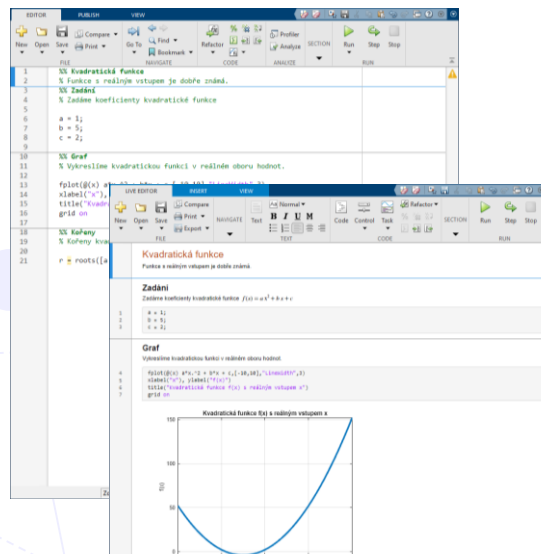 EDITOR PUBLISH VIEW
New Open Save Compare Print Go To Find Bookmark Refactor Profiler Analyze SECTION Run Step Stop
FILE NAVIGATE CODE ANALYZE RUN
1 %% Kvadratická funkce
2 % Funkce s reálným vstupem je dobře známá.
3 %% Zadání
4 % Zadáme koeficienty kvadratické funkce
5
6 a = 1;
7 b = 5;
8 c = 2;
9
10 %% Graf
11 % Vykreslíme kvadratickou funkci v reálném oboru hodnot.
12
13 fplot(@(x)
14 xlabel("x"),
15 title("Kvadra
16 grid on
17
18 %% Kořeny
19 % Kořeny kva
20
21 r = roots([a
LIVE EDITOR INSERT VIEW
New Open Save Compare Print Export NAVIGATE Text Normal B I U M Code Control Task Refactor SECTION Run Step Stop
FILE TEXT CODE RUN
Kvadratická funkce
Funkce s reálným vstupem je dobře známá.
Zadání
Zadáme koeficienty kvadratické funkce f(x) = a x² + b x + c
1 a = 1;
2 b = 5;
3 c = 2;
Graf
Vykreslíme kvadratickou funkci v reálném oboru hodnot.
4 fplot(@(x) a*x.^2 + b*x + c,[-10,10],"LineWidth",2)
5 xlabel("x"), ylabel("f(x)")
6 title("Kvadratická funkce f(x) s reálným vstupem x")
7 grid on
Kvadratická funkce f(x) s reálným vstupem x
150
100
f(x)
50
0